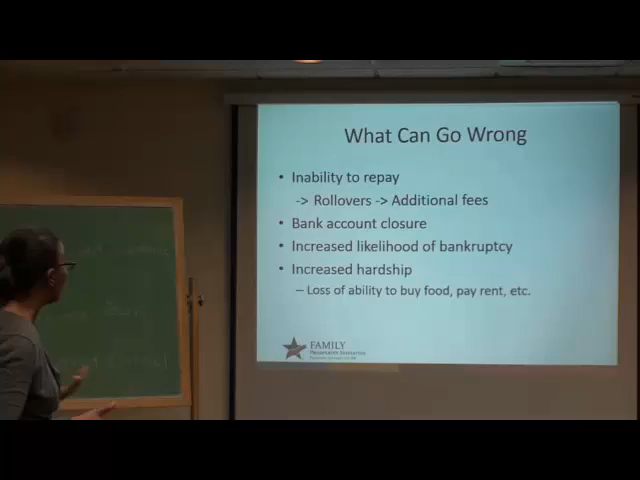 What Can Go Wrong
• Inability to repay
-> Rollovers -> Additional fees
• Bank account closure
• Increased likelihood of bankruptcy
• Increased hardship
– Loss of ability to buy food, pay rent, etc.
FAMILY